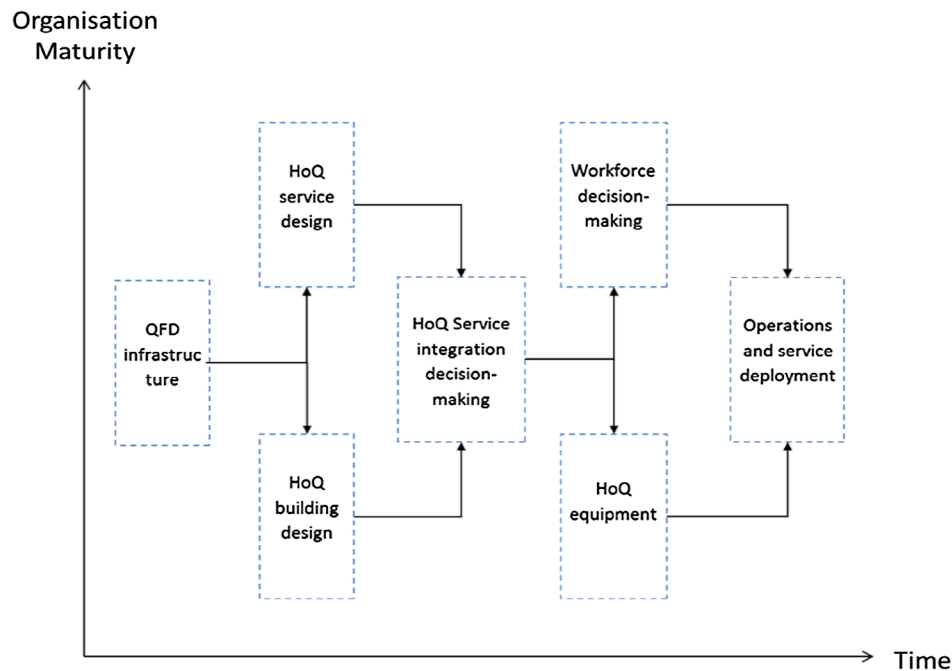 Organisation
Maturity
HoQ
service
design
Workforce
decision-
making
QFD
infrastruc
ture
HoQ Service
integration
decision-
making
Operations
and service
deployment
HoQ
building
design
HoQ
equipment
Time